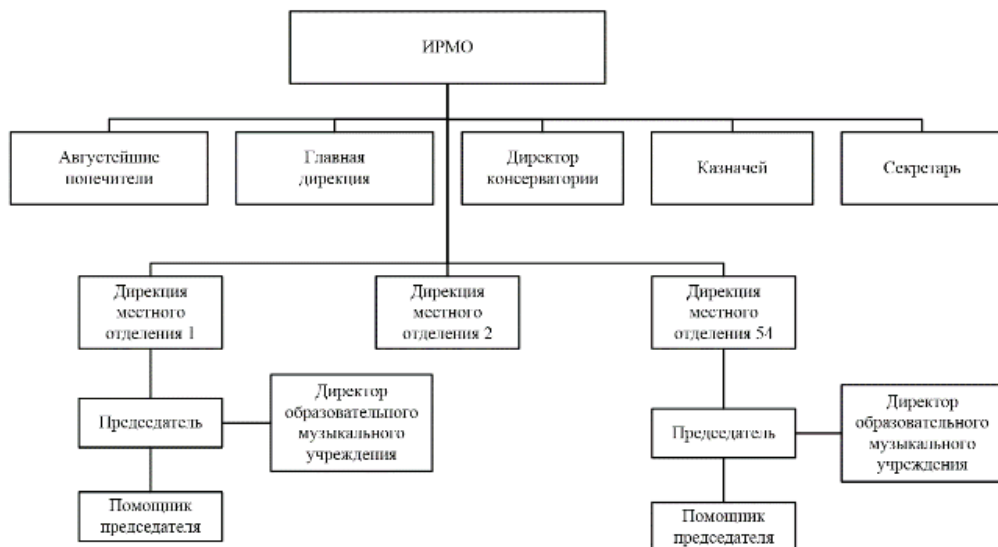 ИРМО
Августейшие
попечители
Главная
дирекция
Директор
консерватории
Казначей
Секретарь
Дирекция
местного
отделения 1
Дирекция
местного
отделения 2
Дирекция
местного
отделения 54
Председатель
Директор
образовательного
музыкального
учреждения
Помощник
председателя
Председатель
Директор
образовательного
музыкального
учреждения
Помощник
председателя